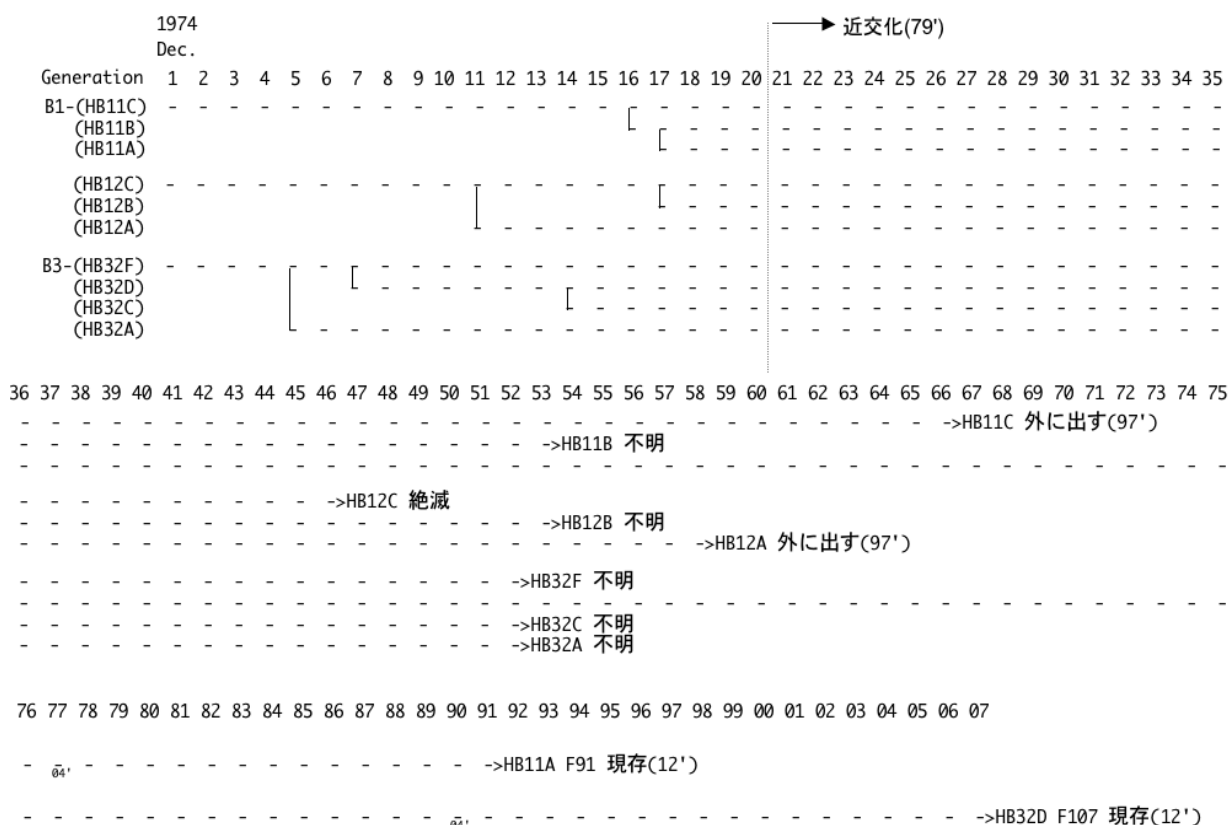 1974
Dec.
近交化(79')
Generation 1 2 3 4 5 6 7 8 9 10 11 12 13 14 15 16 17 18 19 20 21 22 23 24 25 26 27 28 29 30 31 32 33 34 35
B1-(HB11C)
(HB11B)
(HB11A)
(HB12C)
(HB12B)
(HB12A)
B3-(HB32F)
(HB32D)
(HB32C)
(HB32A)
36 37 38 39 40 41 42 43 44 45 46 47 48 49 50 51 52 53 54 55 56 57 58 59 60 61 62 63 64 65 66 67 68 69 70 71 72 73 74 75
->HB11C 外に出す(97')
->HB11B 不明
->HB12C 絶滅
->HB12B 不明
->HB12A 外に出す(97')
->HB32F 不明
->HB32C 不明
->HB32A 不明
76 77 78 79 80 81 82 83 84 85 86 87 88 89 90 91 92 93 94 95 96 97 98 99 00 01 02 03 04 05 06 07
04' ->HB11A F91 現存(12')
04' ->HB32D F107 現存(12')